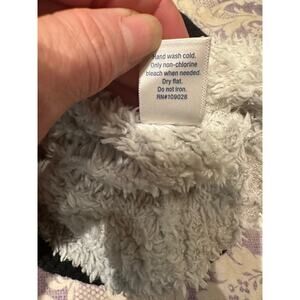 Hand wash cold.
Only non-chlorine
bleach when needed.
Dry flat.
Do not iron.
RN#109028